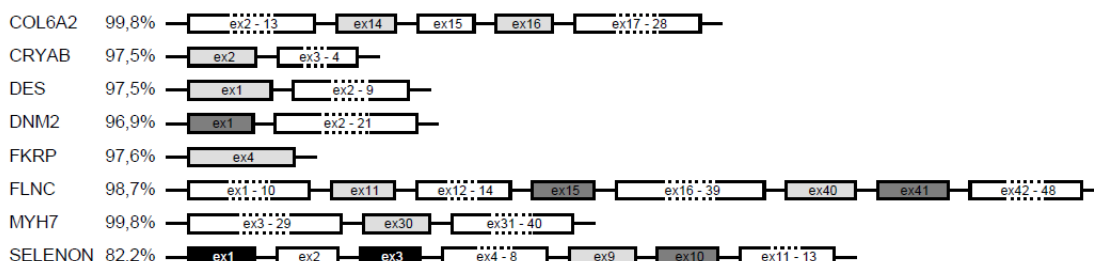 COL6A2 99,8% ex2 - 13 ex14 ex15 ex16 ex17 - 28
CRYAB 97,5% ex2 ex3 - 4
DES 97,5% ex1 ex2 - 9
DNM2 96,9% ex1 ex2 - 21
FKRP 97,6% ex4
FLNC 98,7% ex1 - 10 ex11 ex12 - 14 ex15 ex16 - 39 ex40 ex41 ex42 - 48
MYH7 99,8% ex3 - 29 ex30 ex31 - 40
SELENON 82,2% ex1 ex2 ex3 ex4 - 8 ex9 ex10 ex11 - 13